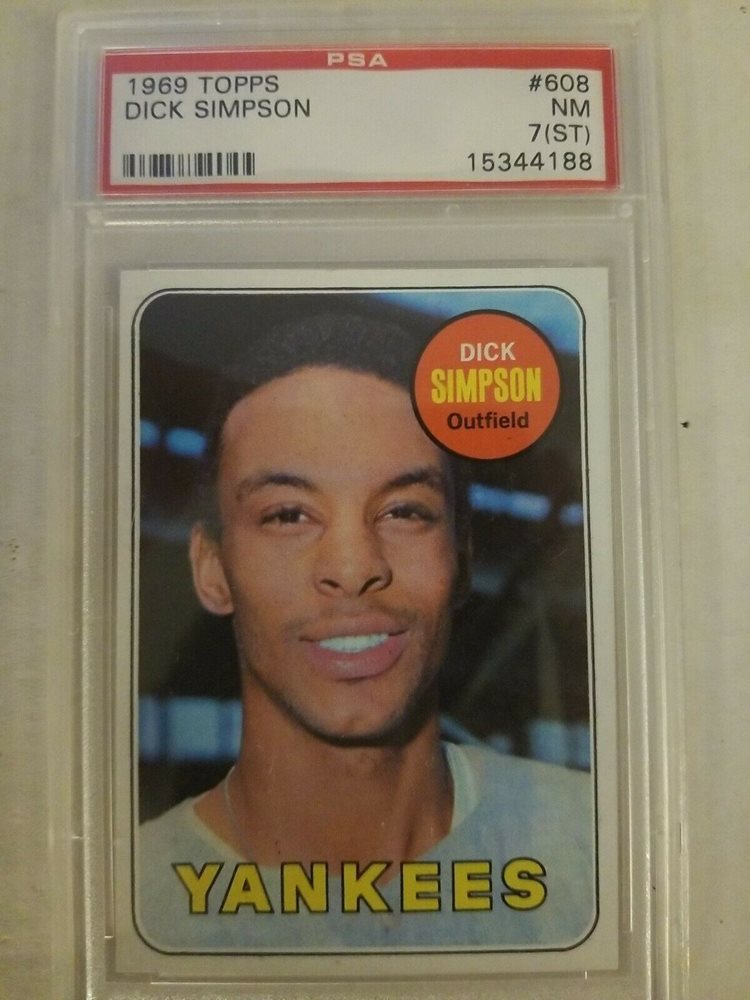 PSA
1969 TOPPS #608
DICK SIMPSON NM
7(ST)
15344188
DICK
SIMPSON
Outfield
YANKEES